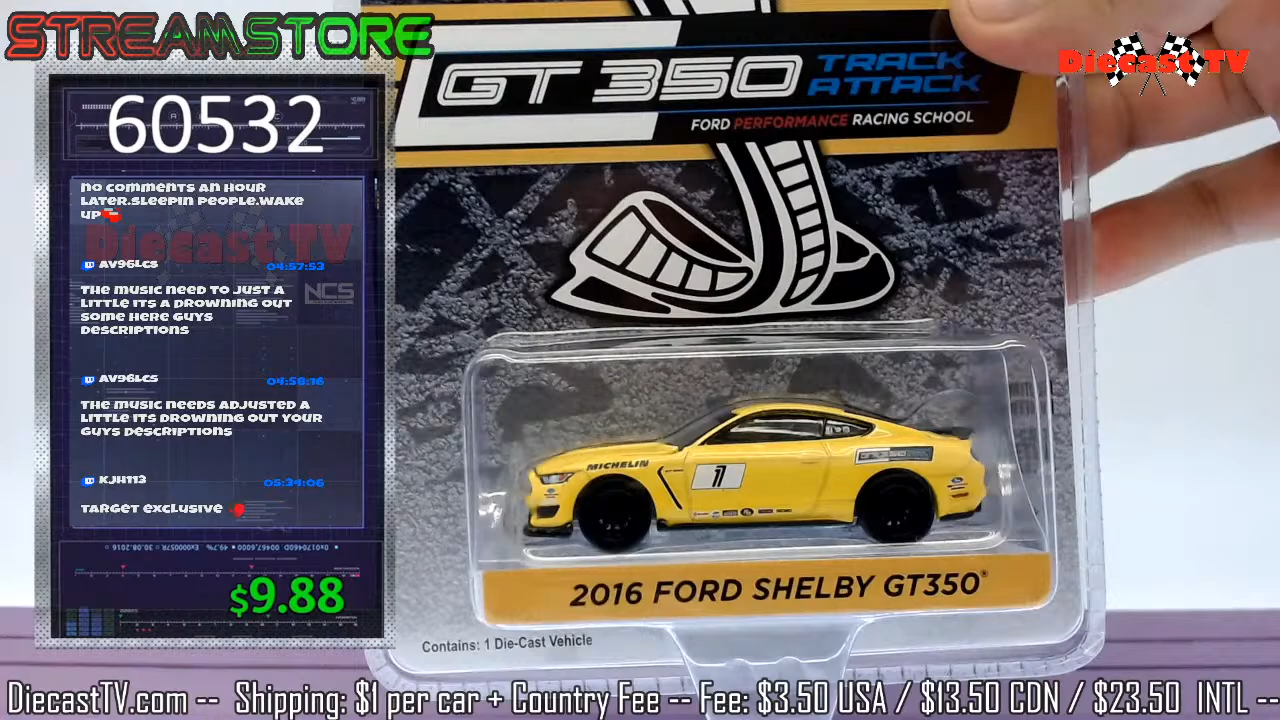 STREAMSTORE
60532
NO COMMENTS AN HOUR
LATER.SLEEPIN PEOPLE.WAKE
UP
Diecast TV
AV96LCS 04:57:53
THE MUSIC NEED TO JUST A
LITTLE ITS A DROWNING OUT
SOME HERE GUYS
DESCRIPTIONS
NCS
AV96LCS 04:58:16
THE MUSIC NEEDS ADJUSTED A
LITTLE ITS DROWNING OUT YOUR
GUYS DESCRIPTIONS
KJH113 05:34:06
TARGET EXCLUSIVE
$9.88
GT 350 TRACK
ATTACK
FORD PERFORMANCE RACING SCHOOL
Diecast TV
MICHELIN
1
GT350
2016 FORD SHELBY GT350®
Contains: 1 Die-Cast Vehicle
DiecastTV.com -- Shipping: $1 per car + Country Fee -- Fee: $3.50 USA / $13.50 CDN / $23.50 INTL --